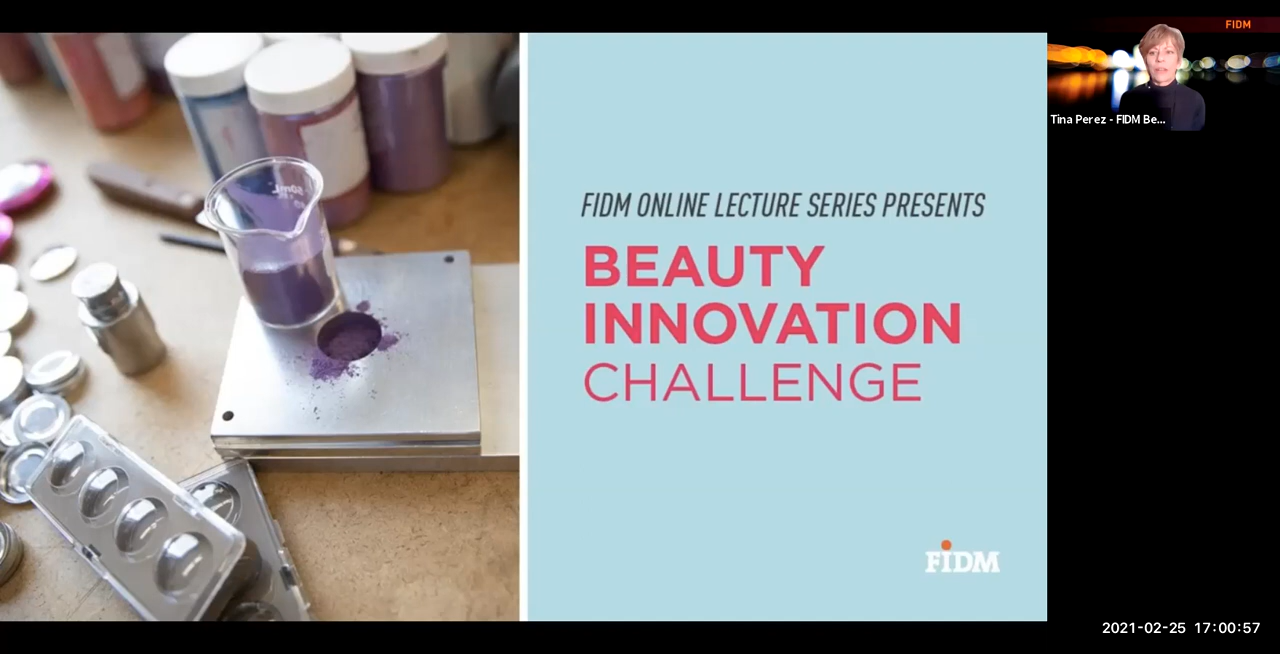 FIDM
Tina Perez - FIDM Be...
FIDM ONLINE LECTURE SERIES PRESENTS
BEAUTY
INNOVATION
CHALLENGE
FIDM
2021-02-25 17:00:57
50mL